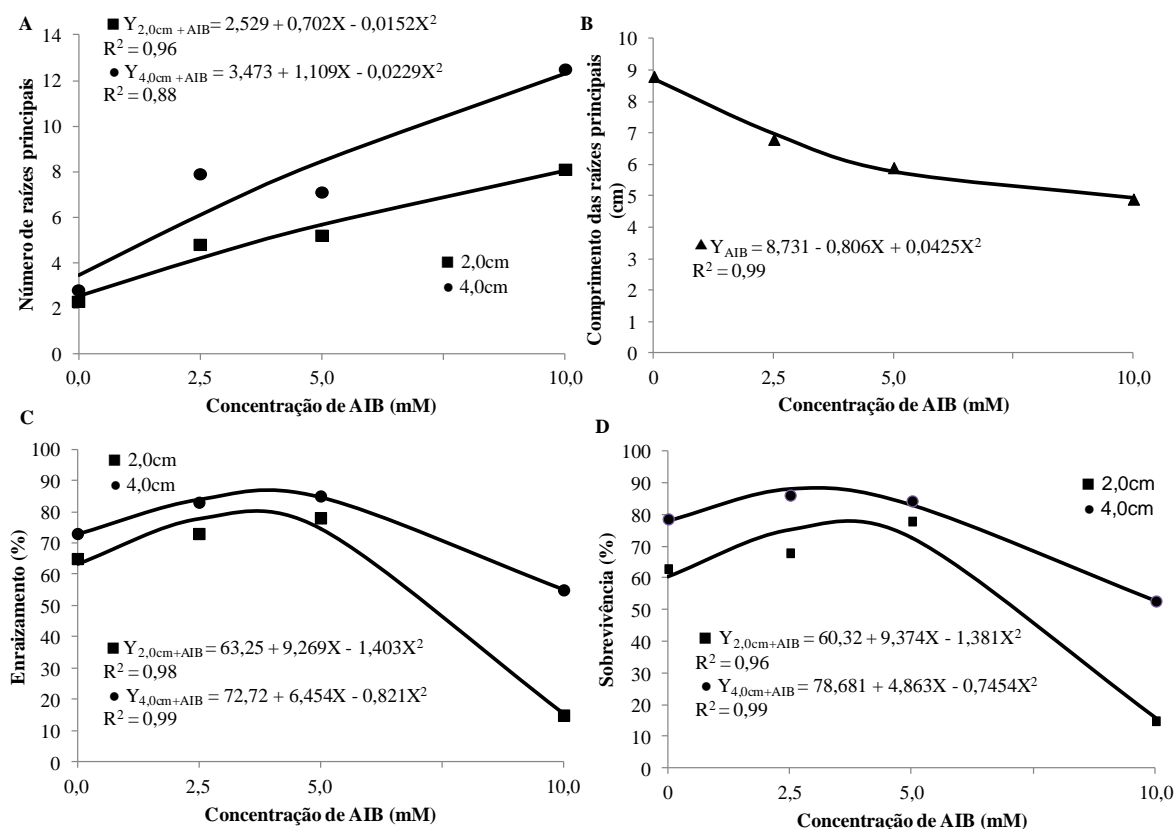 A
■ Y2,0cm +AIB = 2,529 + 0,702X - 0,0152X²
R² = 0,96
● Y4,0cm +AIB = 3,473 + 1,109X - 0,0229X²
R² = 0,88
Número de raízes principais
14
12
10
8
6
4
2
0
■ 2,0cm
● 4,0cm
0,0 2,5 5,0 10,0
Concentração de AIB (mM)
B
Comprimento das raízes principais
(cm)
10
9
8
7
6
5
4
3
2
1
0
▲ YAIB = 8,731 - 0,806X + 0,0425X²
R² = 0,99
0 2,5 5,0 10,0
Concentração de AIB (mM)
C
Enraizamento (%)
100
90
80
70
60
50
40
30
20
10
0
■ 2,0cm
● 4,0cm
■ Y2,0cm+AIB = 63,25 + 9,269X - 1,403X²
R² = 0,98
● Y4,0cm+AIB = 72,72 + 6,454X - 0,821X²
R² = 0,99
0,0 2,5 5,0 10,0
Concentração de AIB (mM)
D
Sobrevivência (%)
100
90
80
70
60
50
40
30
20
10
0
■ 2,0cm
● 4,0cm
■ Y2,0cm+AIB = 60,32 + 9,374X - 1,381X²
R² = 0,96
● Y4,0cm+AIB = 78,681 + 4,863X - 0,7454X²
R² = 0,99
0 2,5 5,0 10,0
Concentração de AIB (mM)